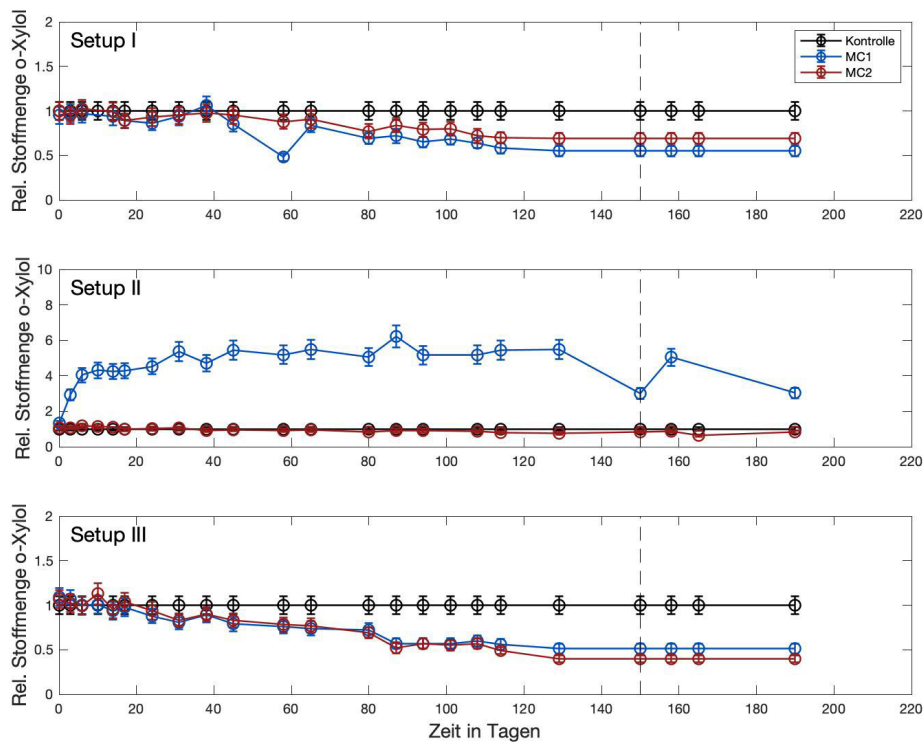 Setup I
Kontrolle
MC1
MC2
Rel. Stoffmenge o-Xylol
2
1.5
1
0.5
0
0 20 40 60 80 100 120 140 160 180 200 220
Setup II
Rel. Stoffmenge o-Xylol
10
8
6
4
2
0
0 20 40 60 80 100 120 140 160 180 200 220
Setup III
Rel. Stoffmenge o-Xylol
2
1.5
1
0.5
0
0 20 40 60 80 100 120 140 160 180 200 220
Zeit in Tagen